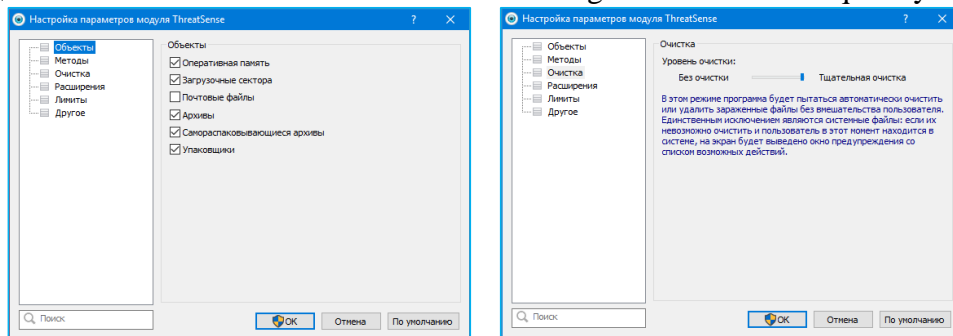 Настройка параметров модуля ThreatSense
Объекты
Методы
Очистка
Расширения
Лимиты
Другое
Объекты
Оперативная память
Загрузочные сектора
Почтовые файлы
Архивы
Самораспаковывающиеся архивы
Упаковщики
Поиск
ОК
Отмена
По умолчанию
Настройка параметров модуля ThreatSense
Объекты
Методы
Очистка
Расширения
Лимиты
Другое
Очистка
Уровень очистки:
Без очистки
Тщательная очистка
В этом режиме программа будет пытаться автоматически очистить
или удалить зараженные файлы без вмешательства пользователя.
Единственным исключением являются системные файлы: если их
невозможно очистить и пользователь в этот момент находится в
системе, на экран будет выведено окно предупреждения со
списком возможных действий.
Поиск
ОК
Отмена
По умолчанию